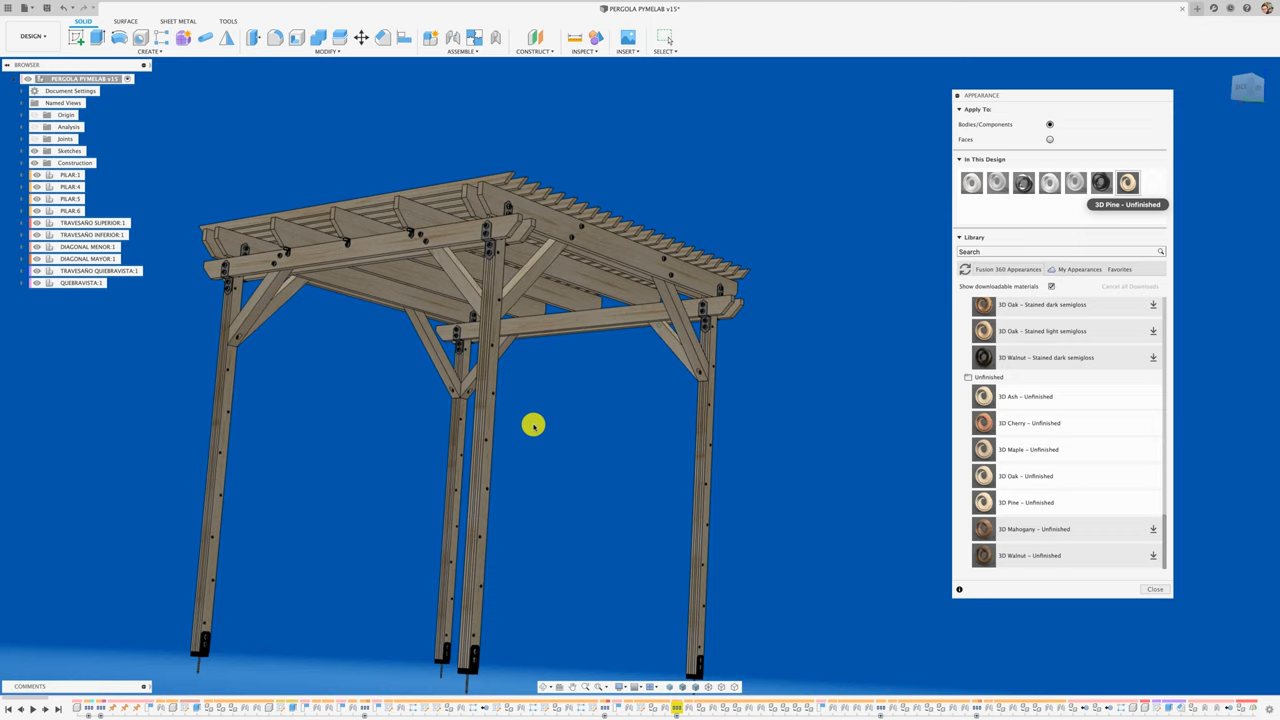 PERGOLA PYMELAB v15*
DESIGN
SOLID
SURFACE
SHEET METAL
TOOLS
CREATE
MODIFY
ASSEMBLE
CONSTRUCT
INSPECT
INSERT
SELECT
BROWSER
PERGOLA PYMELAB v15
Document Settings
Named Views
Origin
Analysis
Joints
Sketches
Construction
PILAR:1
PILAR:4
PILAR:5
PILAR:6
TRAVESAÑO SUPERIOR:1
TRAVESAÑO INFERIOR:1
DIAGONAL MENOR:1
DIAGONAL MAYOR:1
TRAVESAÑO QUIEBRAVISTA:1
QUEBRAVISTA:1
APPEARANCE
Apply To:
Bodies/Components
Faces
In This Design
3D Pine - Unfinished
Library
Search
Fusion 360 Appearances
My Appearances
Favorites
Show downloadable materials
Cancel all Downloads
3D Oak - Stained dark semigloss
3D Oak - Stained light semigloss
3D Walnut - Stained dark semigloss
Unfinished
3D Ash - Unfinished
3D Cherry - Unfinished
3D Maple - Unfinished
3D Oak - Unfinished
3D Pine - Unfinished
3D Mahogany - Unfinished
3D Walnut - Unfinished
Close
COMMENTS